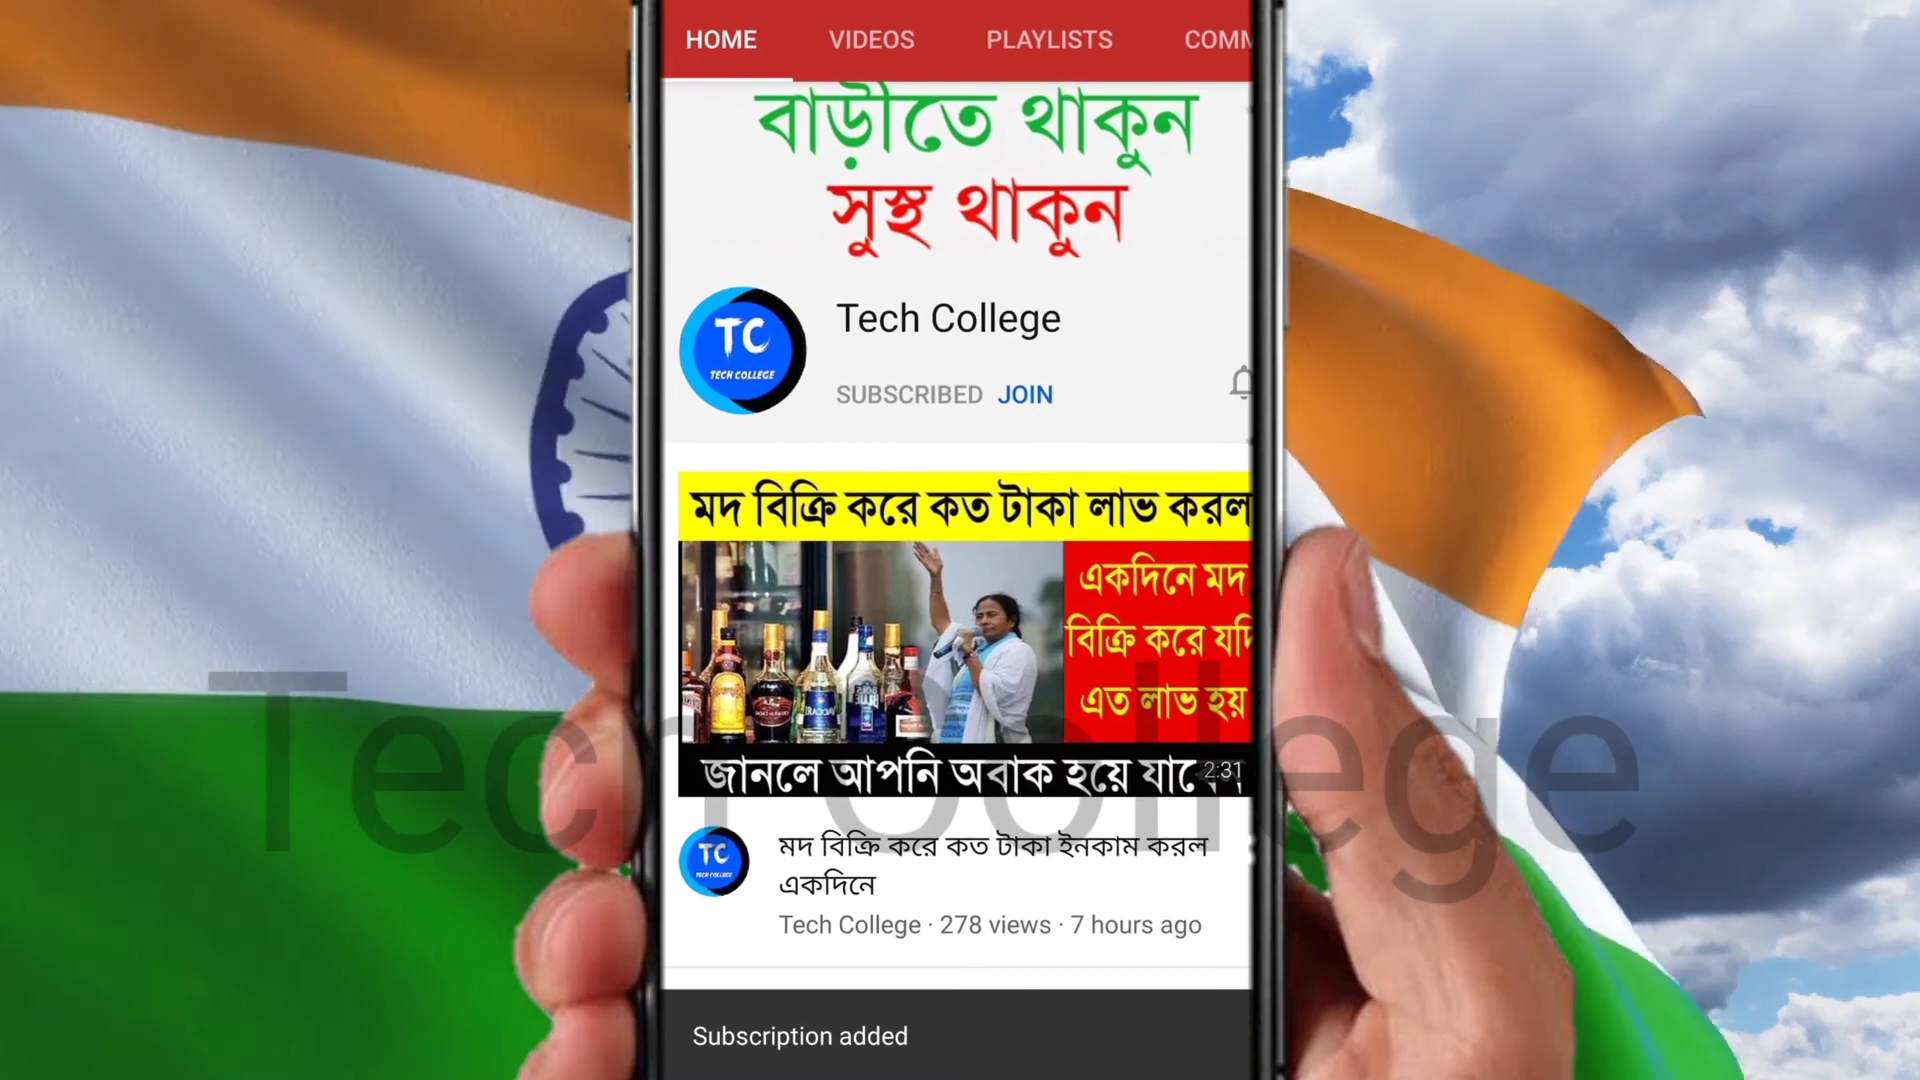 HOME VIDEOS PLAYLISTS COMM
বাড়ীতে থাকুন
সুস্থ থাকুন
TC
TECH COLLEGE
Tech College
SUBSCRIBED JOIN
মদ বিক্রি করে কত টাকা লাভ করল
একদিনে মদ
বিক্রি করে যদি
এত লাভ হয়
জানলে আপনি অবাক হয়ে যাবেন
2:31
TC
TECH COLLEGE
মদ বিক্রি করে কত টাকা ইনকাম করল
একদিনে
Tech College · 278 views · 7 hours ago
Subscription added
Tech College